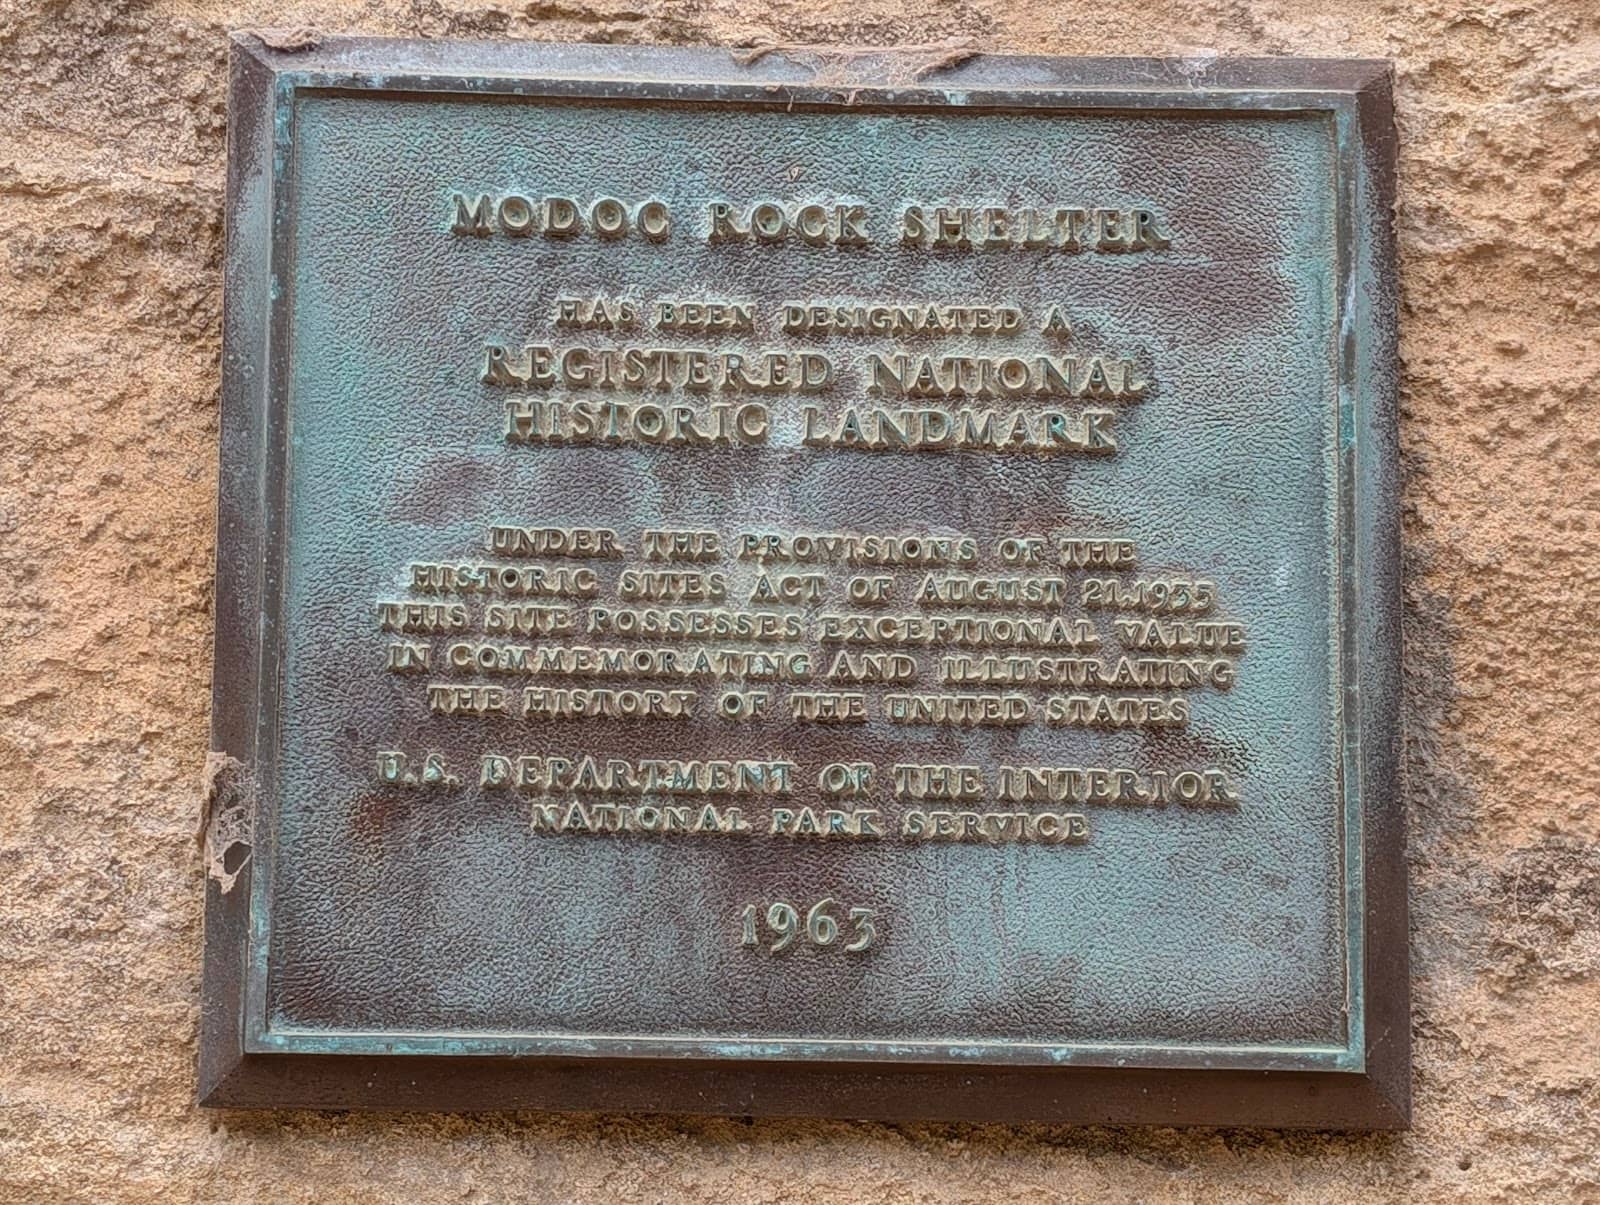 MODOC ROCK SHELTER
HAS BEEN DESIGNATED A
REGISTERED NATIONAL
HISTORIC LANDMARK
UNDER THE PROVISIONS OF THE
HISTORIC SITES ACT OF AUGUST 21, 1935
THIS SITE POSSESSES EXCEPTIONAL VALUE
IN COMMEMORATING AND ILLUSTRATING
THE HISTORY OF THE UNITED STATES
U.S. DEPARTMENT OF THE INTERIOR
NATIONAL PARK SERVICE
1963